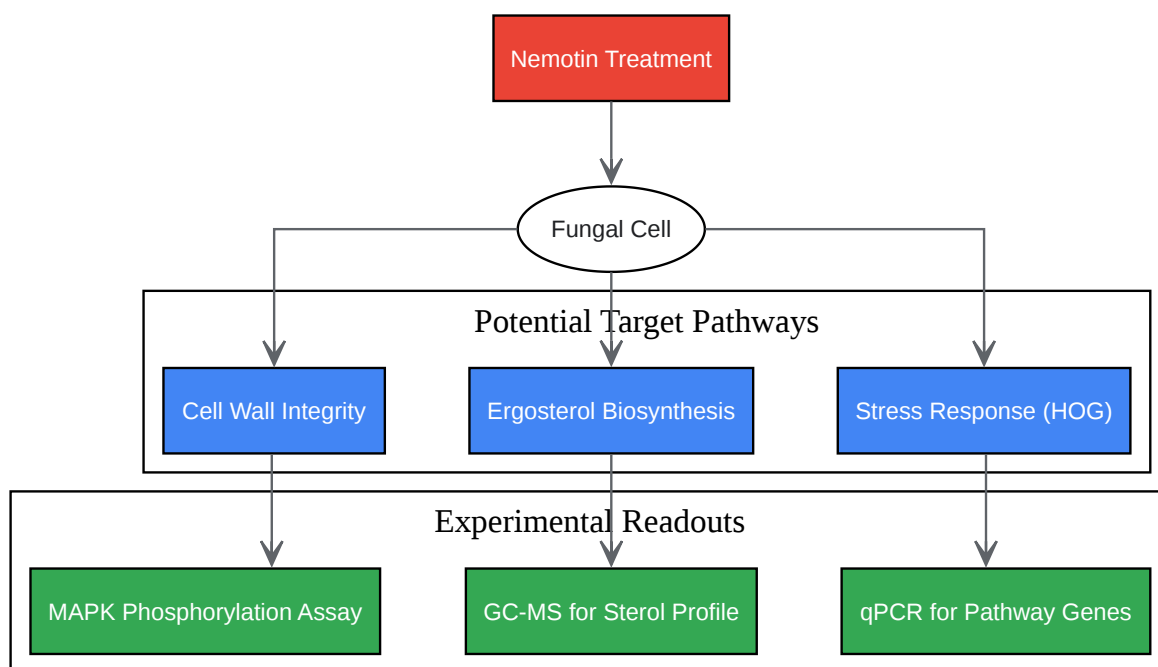 Nemotin Treatment
Fungal Cell
Potential Target Pathways
Cell Wall Integrity
Ergosterol Biosynthesis
Stress Response (HOG)
Experimental Readouts
MAPK Phosphorylation Assay
GC-MS for Sterol Profile
qPCR for Pathway Genes